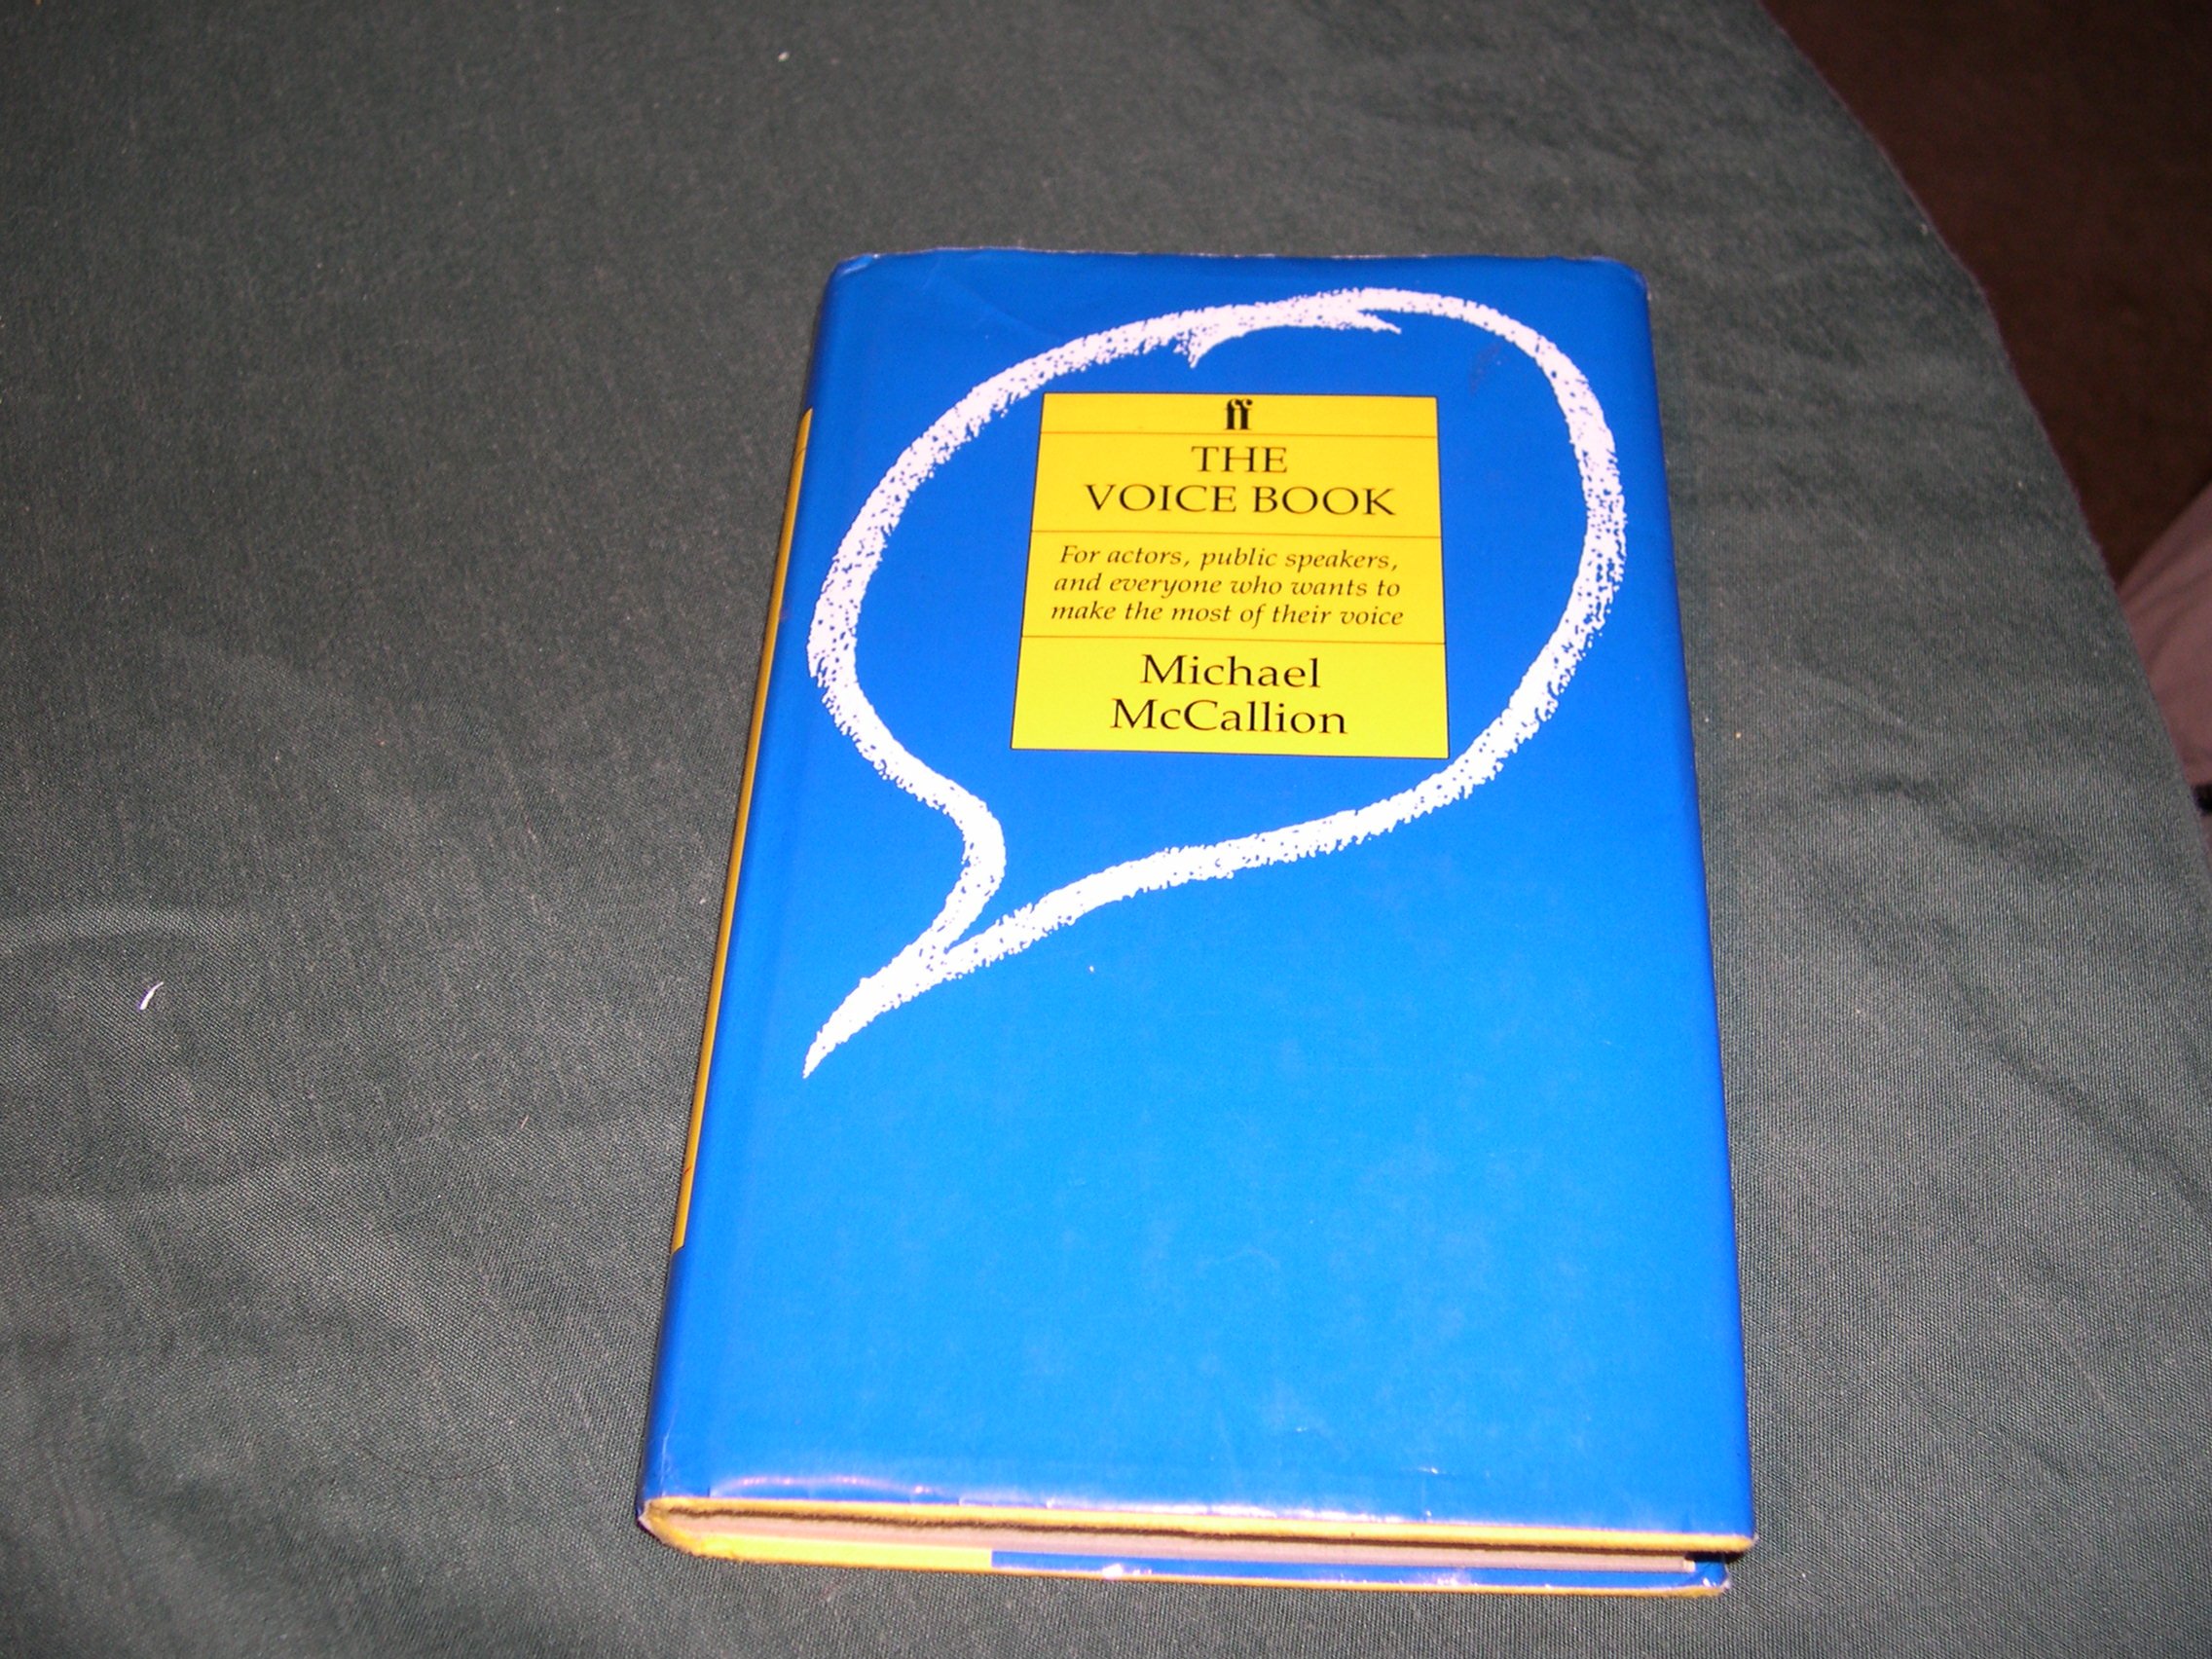 ff
THE
VOICE BOOK
For actors, public speakers,
and everyone who wants to
make the most of their voice
Michael
McCallion